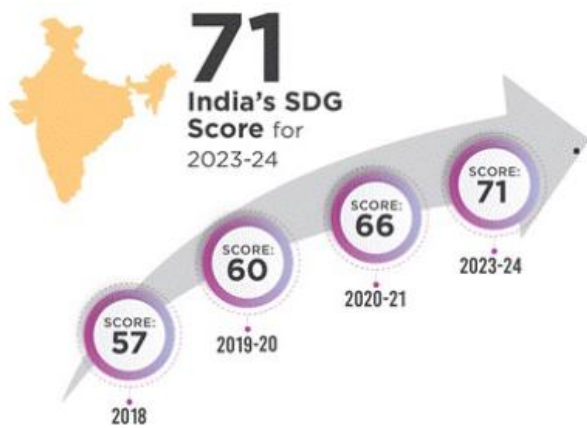 71
India's SDG
Score for
2023-24
SCORE:
57
2018
SCORE:
60
2019-20
SCORE:
66
2020-21
SCORE:
71
2023-24